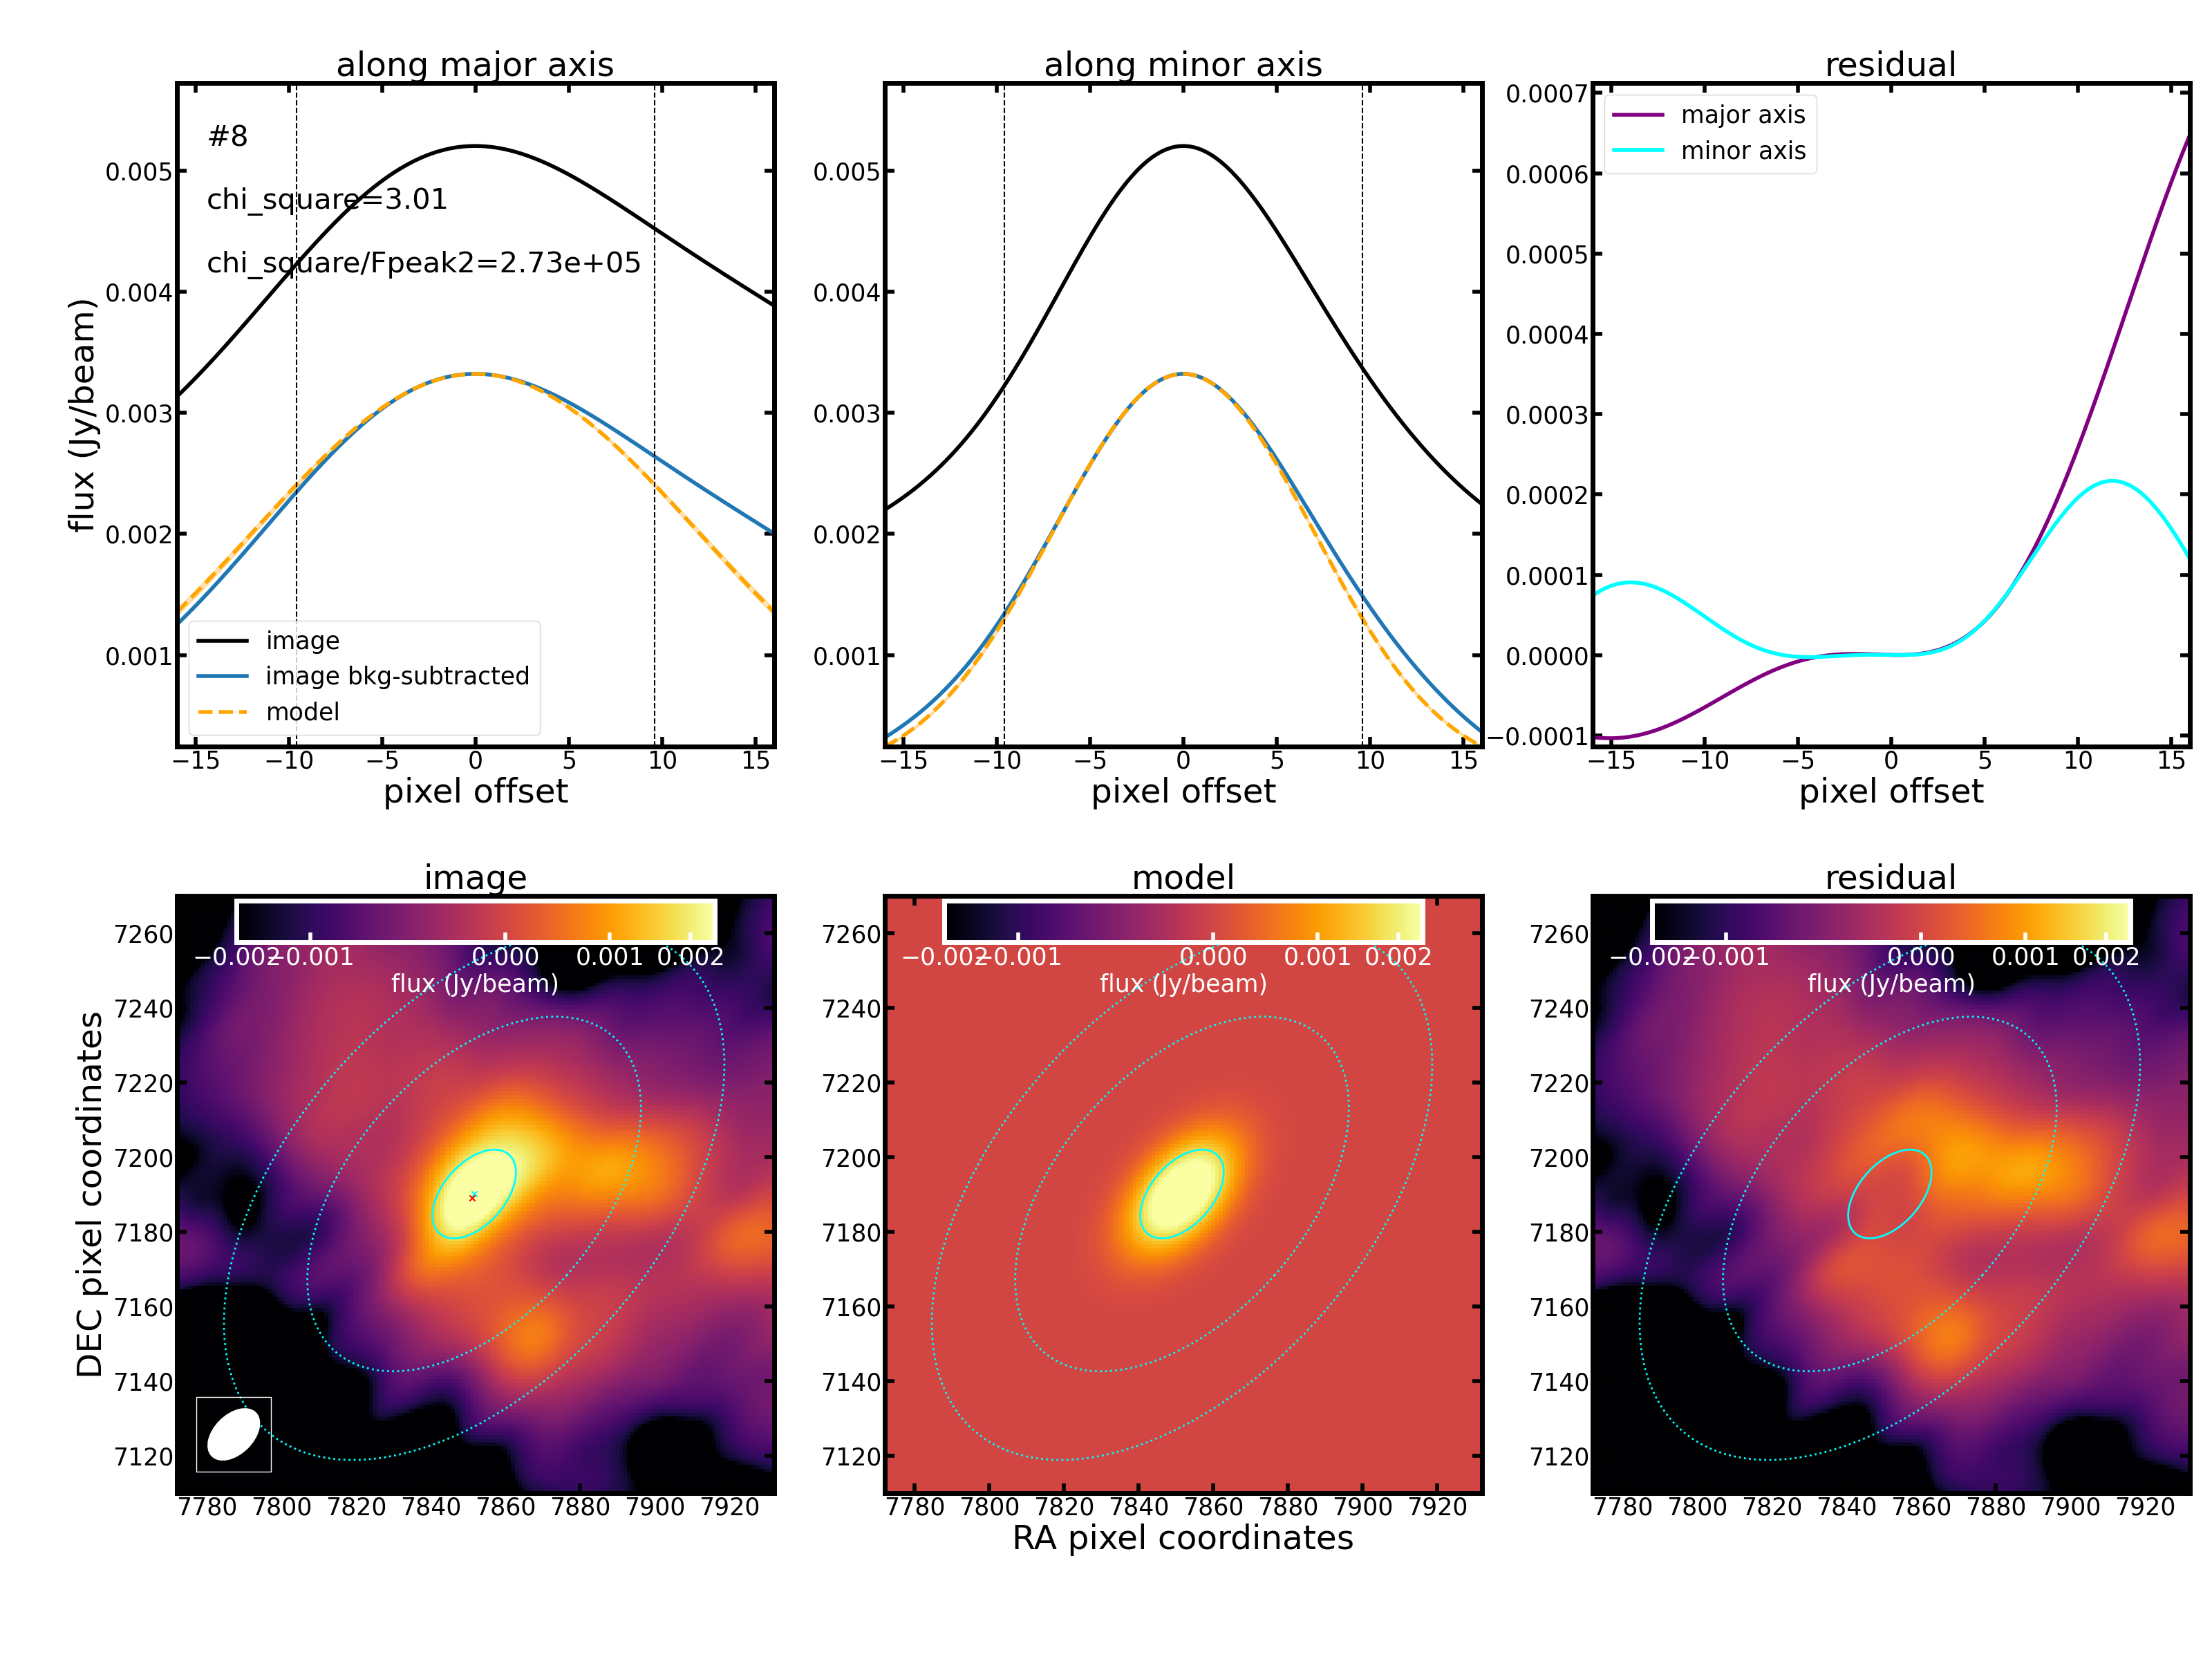 along major axis
#8
chi_square=3.01
chi_square/Fpeak2=2.73e+05
0.005
0.004
0.003
0.002
0.001
flux (Jy/beam)
image
image bkg-subtracted
model
−15 −10 −5 0 5 10 15
pixel offset
along minor axis
0.005
0.004
0.003
0.002
0.001
−15 −10 −5 0 5 10 15
pixel offset
residual
major axis
minor axis
0.0007
0.0006
0.0005
0.0004
0.0003
0.0002
0.0001
0.0000
−0.0001
−15 −10 −5 0 5 10 15
pixel offset
image
−0.002 −0.001 0.000 0.001 0.002
flux (Jy/beam)
7260
7240
7220
7200
7180
7160
7140
7120
DEC pixel coordinates
7780 7800 7820 7840 7860 7880 7900 7920
model
−0.002 −0.001 0.000 0.001 0.002
flux (Jy/beam)
7260
7240
7220
7200
7180
7160
7140
7120
7780 7800 7820 7840 7860 7880 7900 7920
RA pixel coordinates
residual
−0.002 −0.001 0.000 0.001 0.002
flux (Jy/beam)
7260
7240
7220
7200
7180
7160
7140
7120
7780 7800 7820 7840 7860 7880 7900 7920